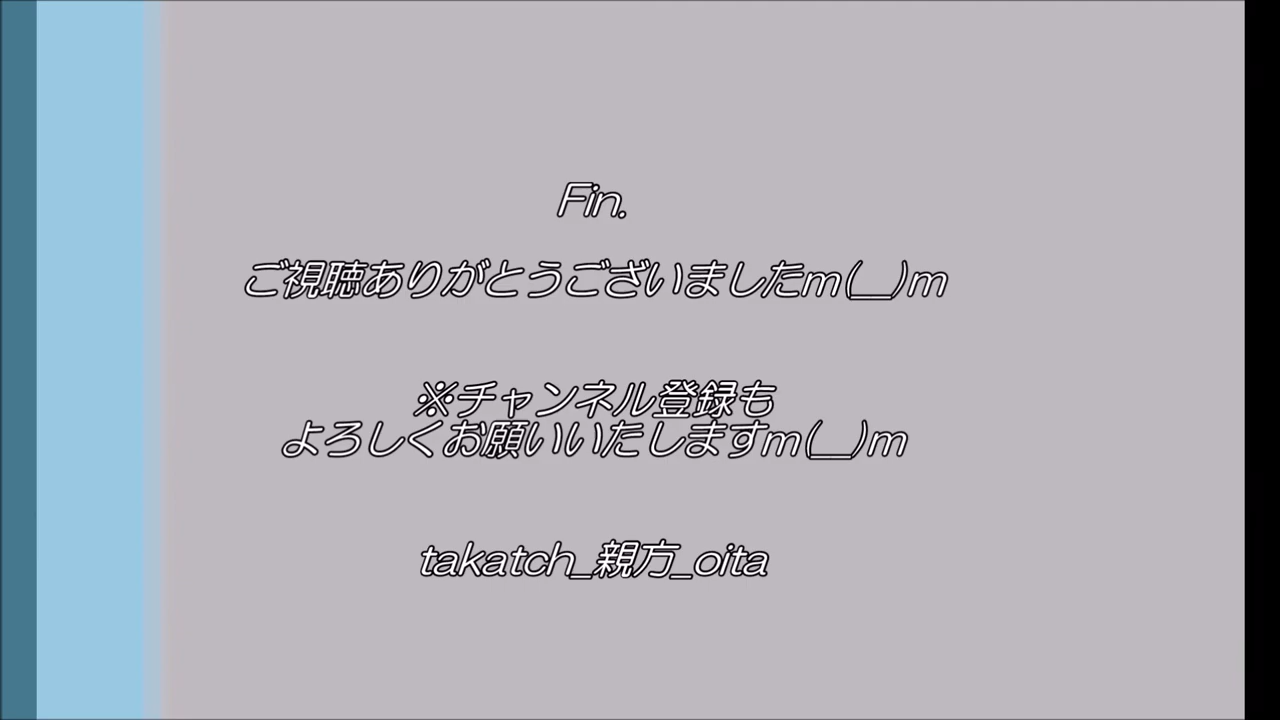 Fin.
ご視聴ありがとうございましたm(__)m
※チャンネル登録も
よろしくお願いいたしますm(__)m
takatch_親方_oita